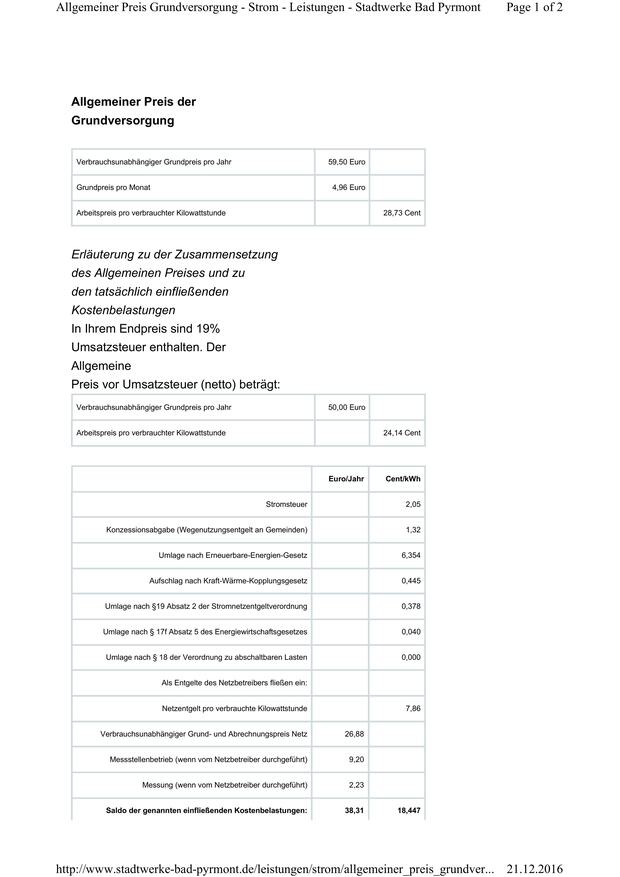 Allgemeiner Preis Grundversorgung - Strom - Leistungen - Stadtwerke Bad Pyrmont Page 1 of 2
Allgemeiner Preis der
Grundversorgung
Verbrauchsunabhängiger Grundpreis pro Jahr 59,50 Euro
Grundpreis pro Monat 4,96 Euro
Arbeitspreis pro verbrauchter Kilowattstunde 28,73 Cent
Erläuterung zu der Zusammensetzung
des Allgemeinen Preises und zu
den tatsächlich einfließenden
Kostenbelastungen
In Ihrem Endpreis sind 19%
Umsatzsteuer enthalten. Der
Allgemeine
Preis vor Umsatzsteuer (netto) beträgt:
Verbrauchsunabhängiger Grundpreis pro Jahr 50,00 Euro
Arbeitspreis pro verbrauchter Kilowattstunde 24,14 Cent
Euro/Jahr Cent/kWh
Stromsteuer 2,05
Konzessionsabgabe (Wegenutzungsentgelt an Gemeinden) 1,32
Umlage nach Erneuerbare-Energien-Gesetz 6,354
Aufschlag nach Kraft-Wärme-Kopplungsgesetz 0,445
Umlage nach §19 Absatz 2 der Stromnetzentgeltverordnung 0,378
Umlage nach § 17f Absatz 5 des Energiewirtschaftsgesetzes 0,040
Umlage nach § 18 der Verordnung zu abschaltbaren Lasten 0,000
Als Entgelte des Netzbetreibers fließen ein:
Netzentgelt pro verbrauchte Kilowattstunde 7,86
Verbrauchsunabhängiger Grund- und Abrechnungspreis Netz 26,88
Messstellenbetrieb (wenn vom Netzbetreiber durchgeführt) 9,20
Messung (wenn vom Netzbetreiber durchgeführt) 2,23
Saldo der genannten einfließenden Kostenbelastungen: 38,31 18,447
http://www.stadtwerke-bad-pyrmont.de/leistungen/strom/allgemeiner_preis_grundver... 21.12.2016